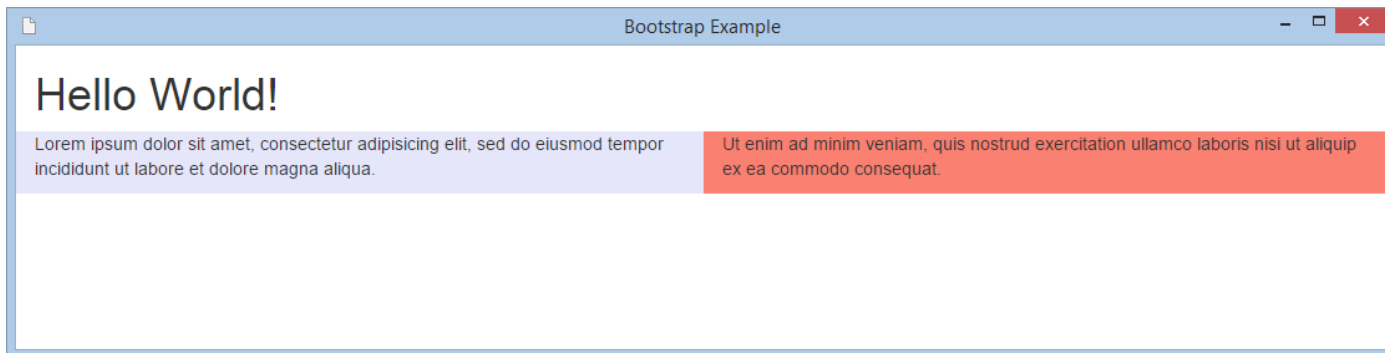 Bootstrap Example
Hello World!
Lorem ipsum dolor sit amet, consectetur adipisicing elit, sed do eiusmod tempor
incididunt ut labore et dolore magna aliqua.
Ut enim ad minim veniam, quis nostrud exercitation ullamco laboris nisi ut aliquip
ex ea commodo consequat.